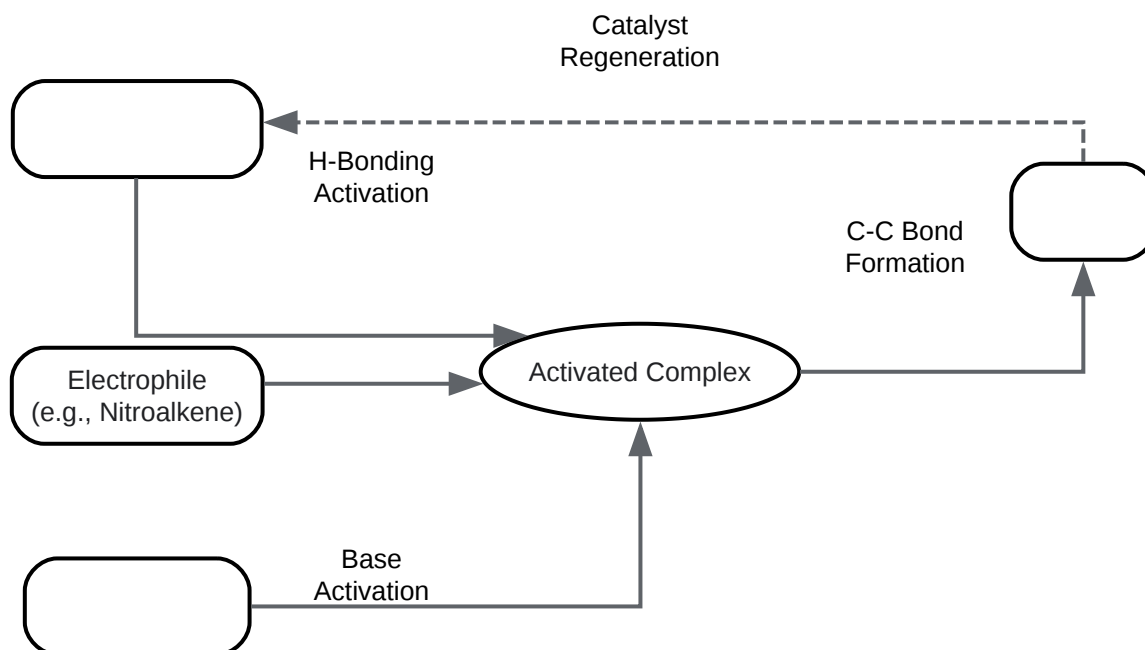 Catalyst
Regeneration
H-Bonding
Activation
C-C Bond
Formation
Electrophile
(e.g., Nitroalkene)
Activated Complex
Base
Activation